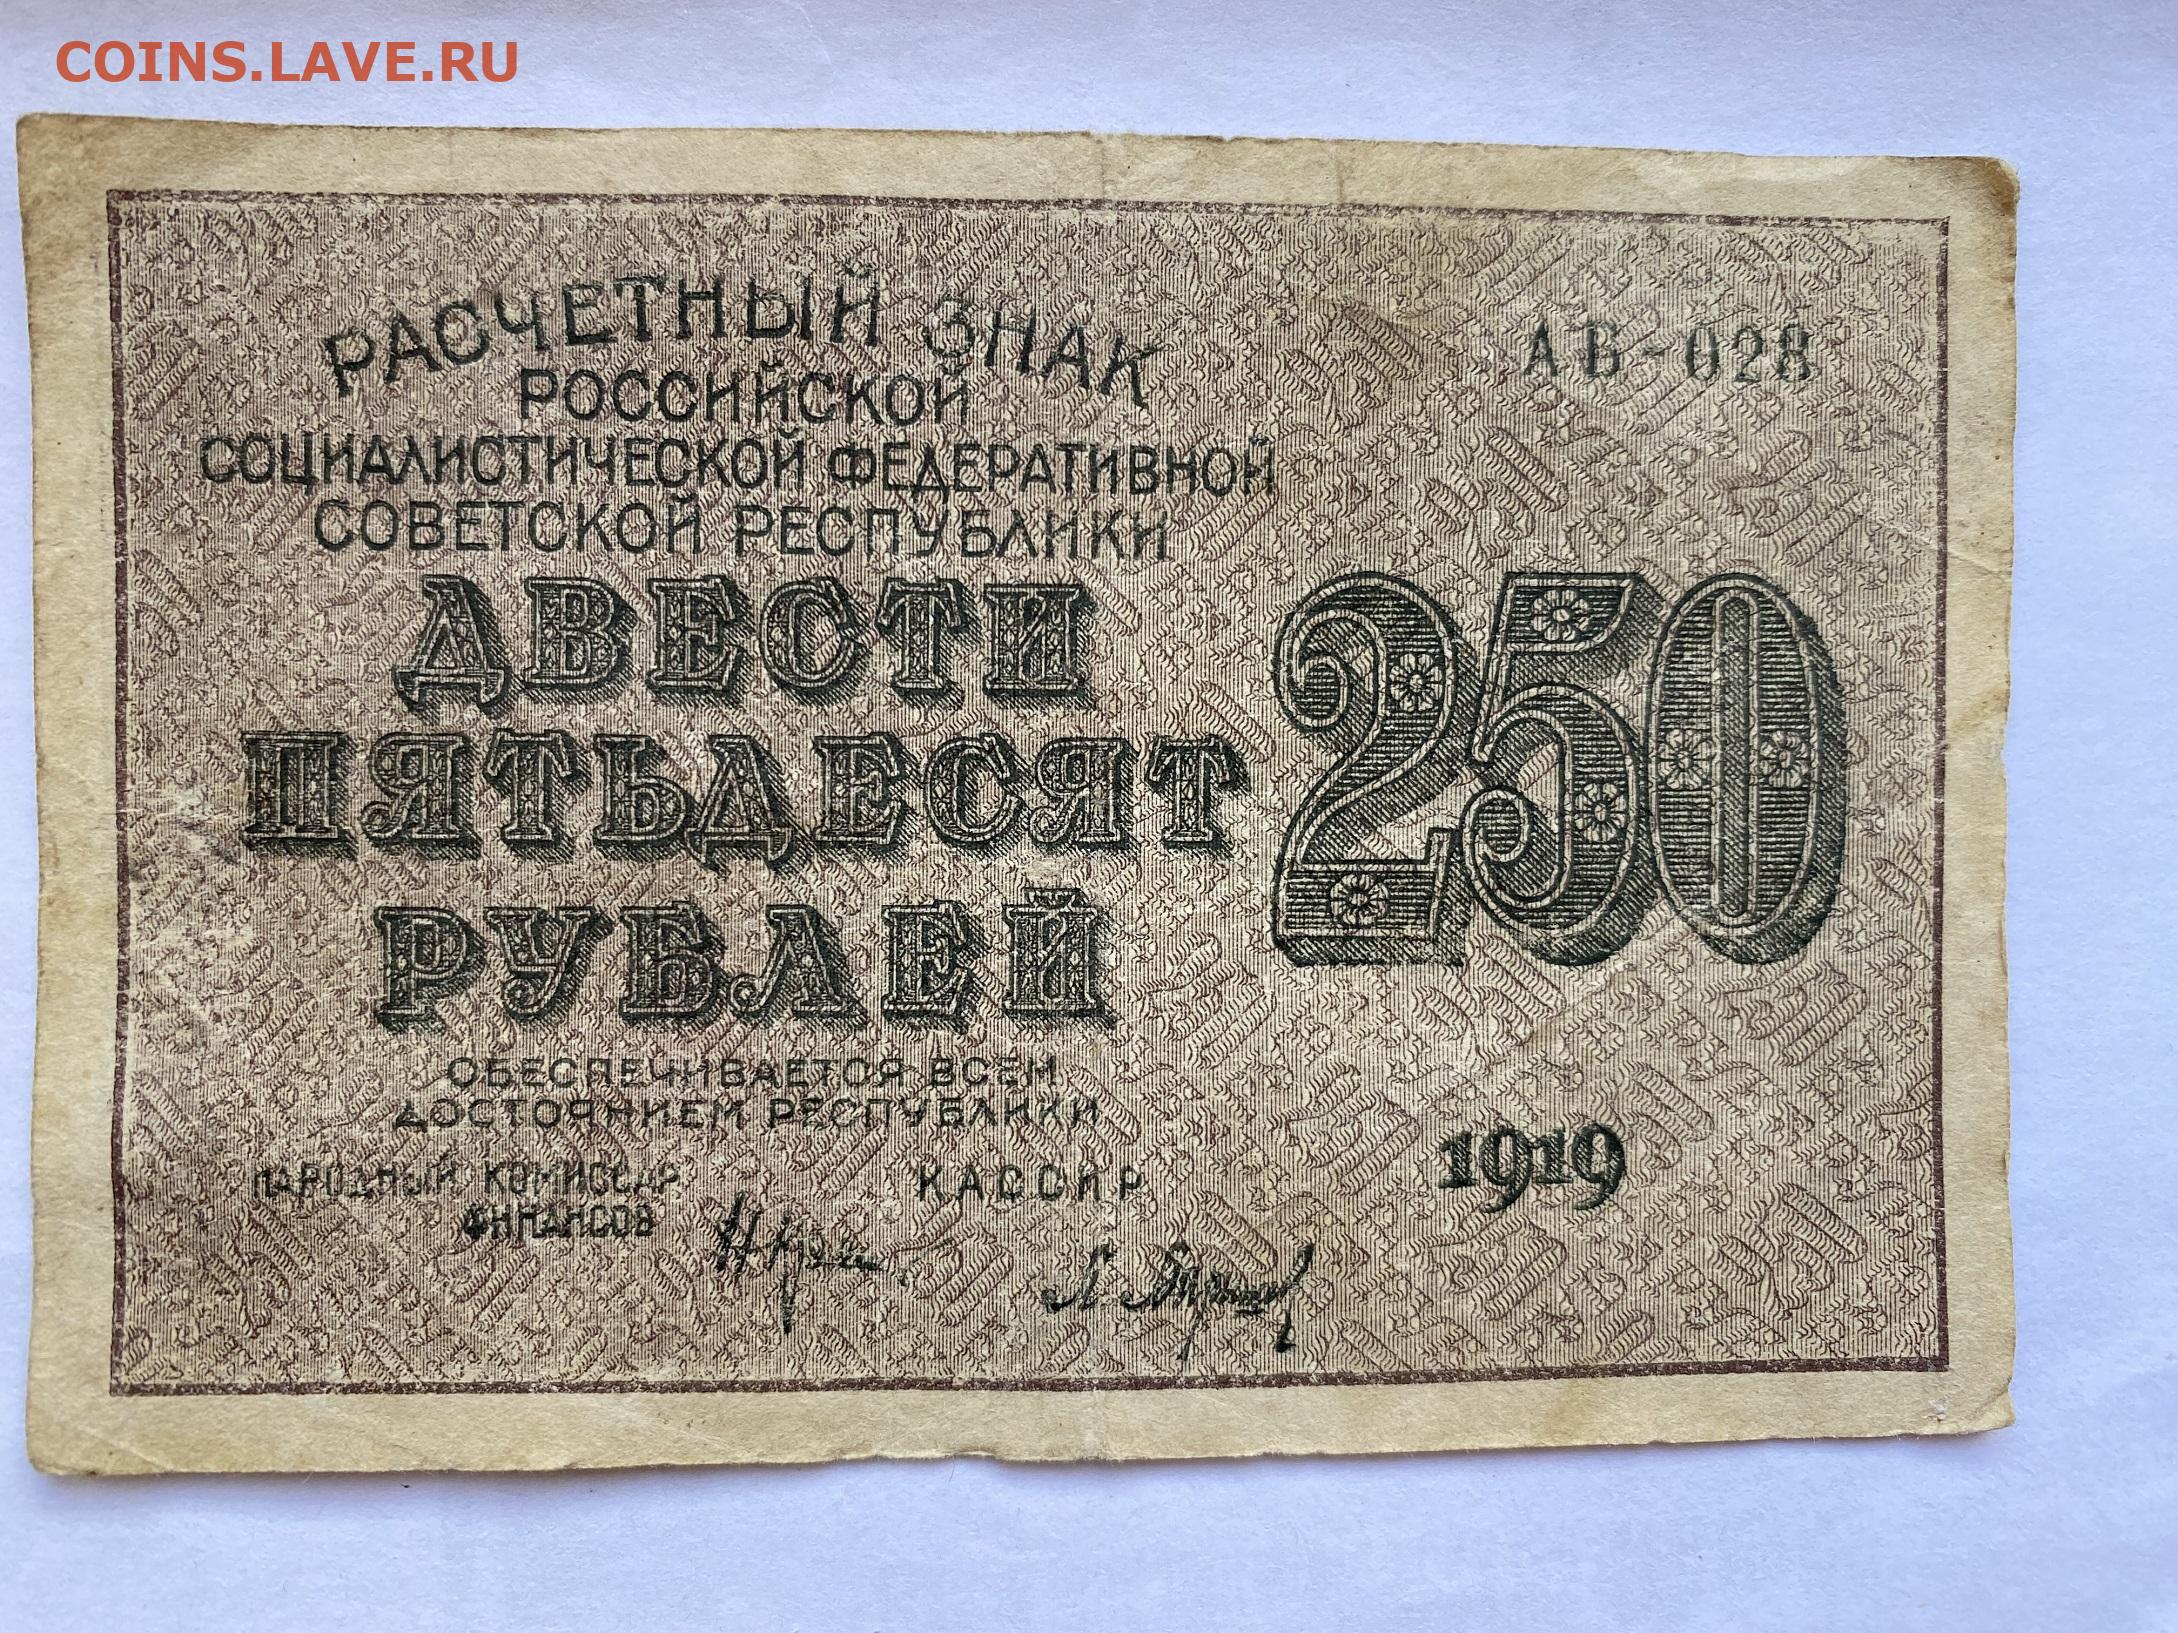 COINS.LAVE.RU
РАСЧЕТНЫЙ ЗНАК
РОССИЙСКОЙ
СОЦИАЛИСТИЧЕСКОЙ ФЕДЕРАТИВНОЙ
СОВЕТСКОЙ РЕСПУБЛИКИ
АБ-028
ДВЕСТИ
ПЯТЬДЕСЯТ
РУБЛЕЙ
250
ОБЕСПЕЧИВАЕТСЯ ВСЕМ
ДОСТОЯНИЕМ РЕСПУБЛИКИ
НАРОДНЫЙ КОМИССАР
ФИНАНСОВ
КАССИР
1919